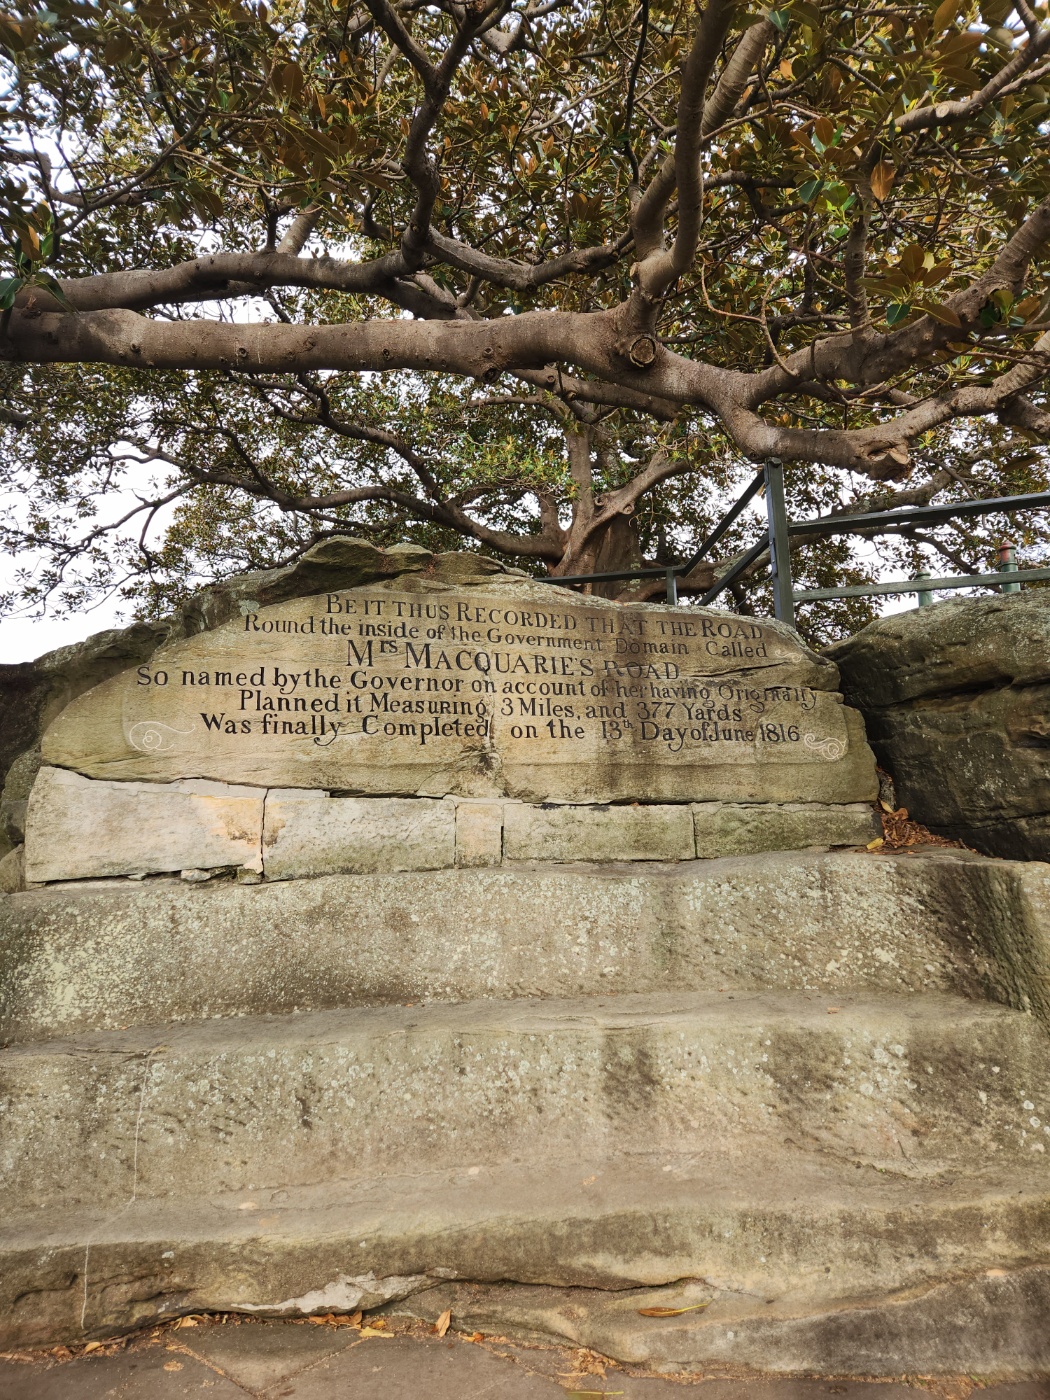 BE IT THUS RECORDED THAT THE ROAD
Round the inside of the Government Domain Called
Mrs MACQUARIE'S ROAD
So named by the Governor on account of her having Originally
Planned it Measuring 3 Miles, and 377 Yards
Was finally Completed on the 13th Day of June 1816